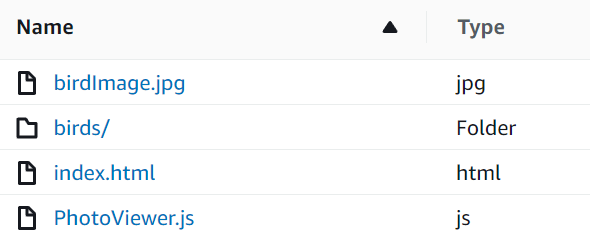 Name Type
birdImage.jpg jpg
birds/ Folder
index.html html
PhotoViewer.js js